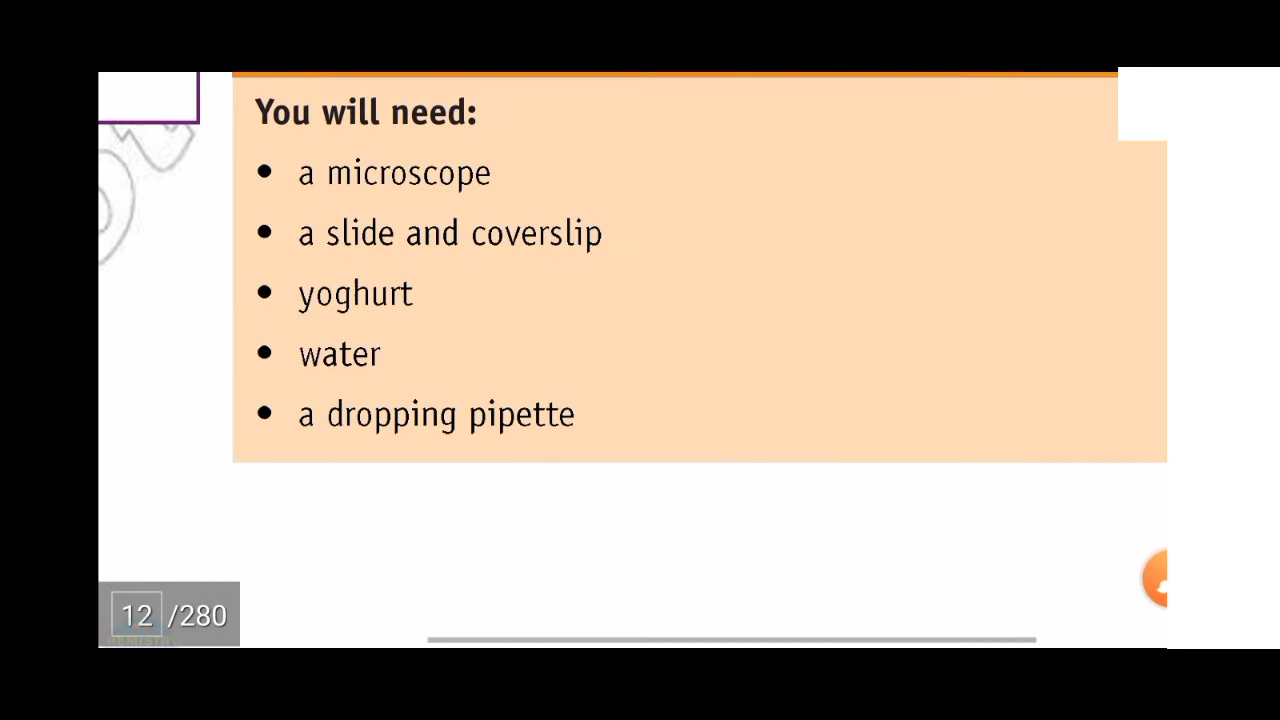 You will need:
• a microscope
• a slide and coverslip
• yoghurt
• water
• a dropping pipette
12 /280